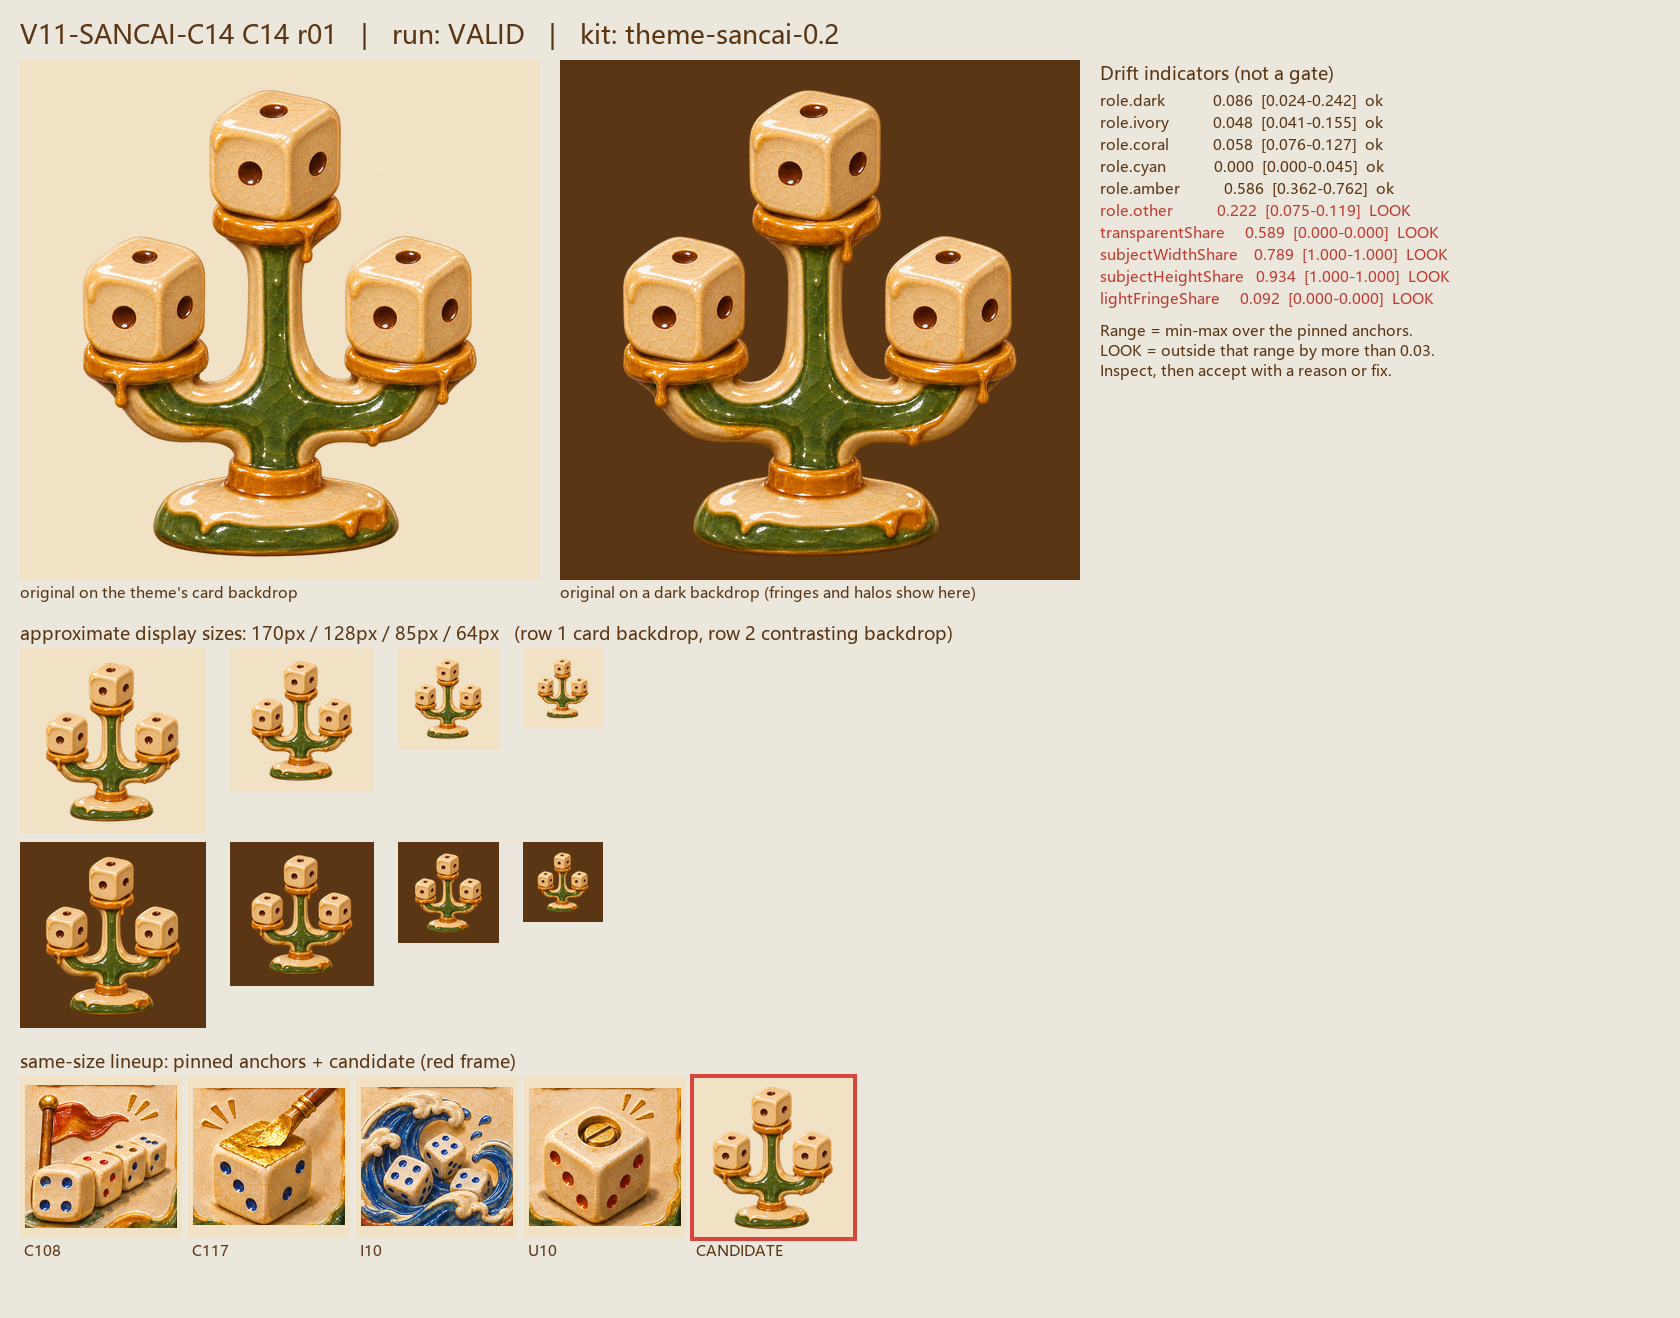 V11-SANCAI-C14 C14 r01 | run: VALID | kit: theme-sancai-0.2
Drift indicators (not a gate)
role.dark 0.086 [0.024-0.242] ok
role.ivory 0.048 [0.041-0.155] ok
role.coral 0.058 [0.076-0.127] ok
role.cyan 0.000 [0.000-0.045] ok
role.amber 0.586 [0.362-0.762] ok
role.other 0.222 [0.075-0.119] LOOK
transparentShare 0.589 [0.000-0.000] LOOK
subjectWidthShare 0.789 [1.000-1.000] LOOK
subjectHeightShare 0.934 [1.000-1.000] LOOK
lightFringeShare 0.092 [0.000-0.000] LOOK
Range = min-max over the pinned anchors.
LOOK = outside that range by more than 0.03.
Inspect, then accept with a reason or fix.
original on the theme's card backdrop
original on a dark backdrop (fringes and halos show here)
approximate display sizes: 170px / 128px / 85px / 64px (row 1 card backdrop, row 2 contrasting backdrop)
same-size lineup: pinned anchors + candidate (red frame)
C108
C117
I10
U10
CANDIDATE